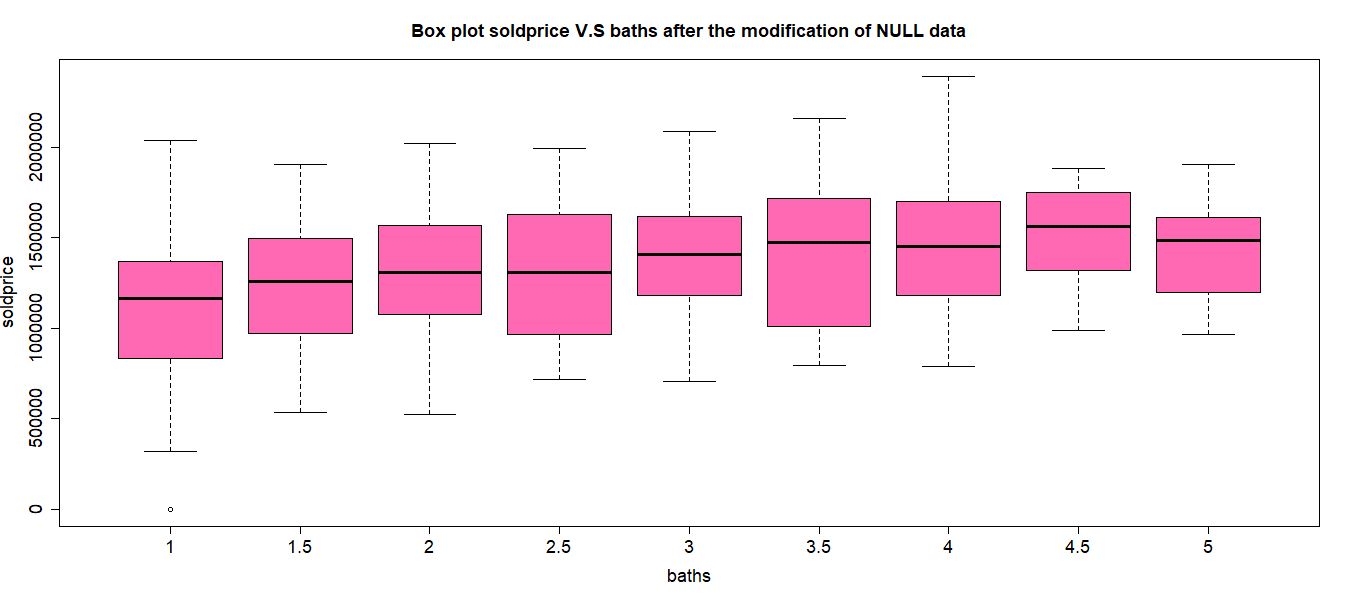 Box plot soldprice V.S baths after the modification of NULL data
soldprice
2000000
1500000
1000000
500000
0
1 1.5 2 2.5 3 3.5 4 4.5 5
baths